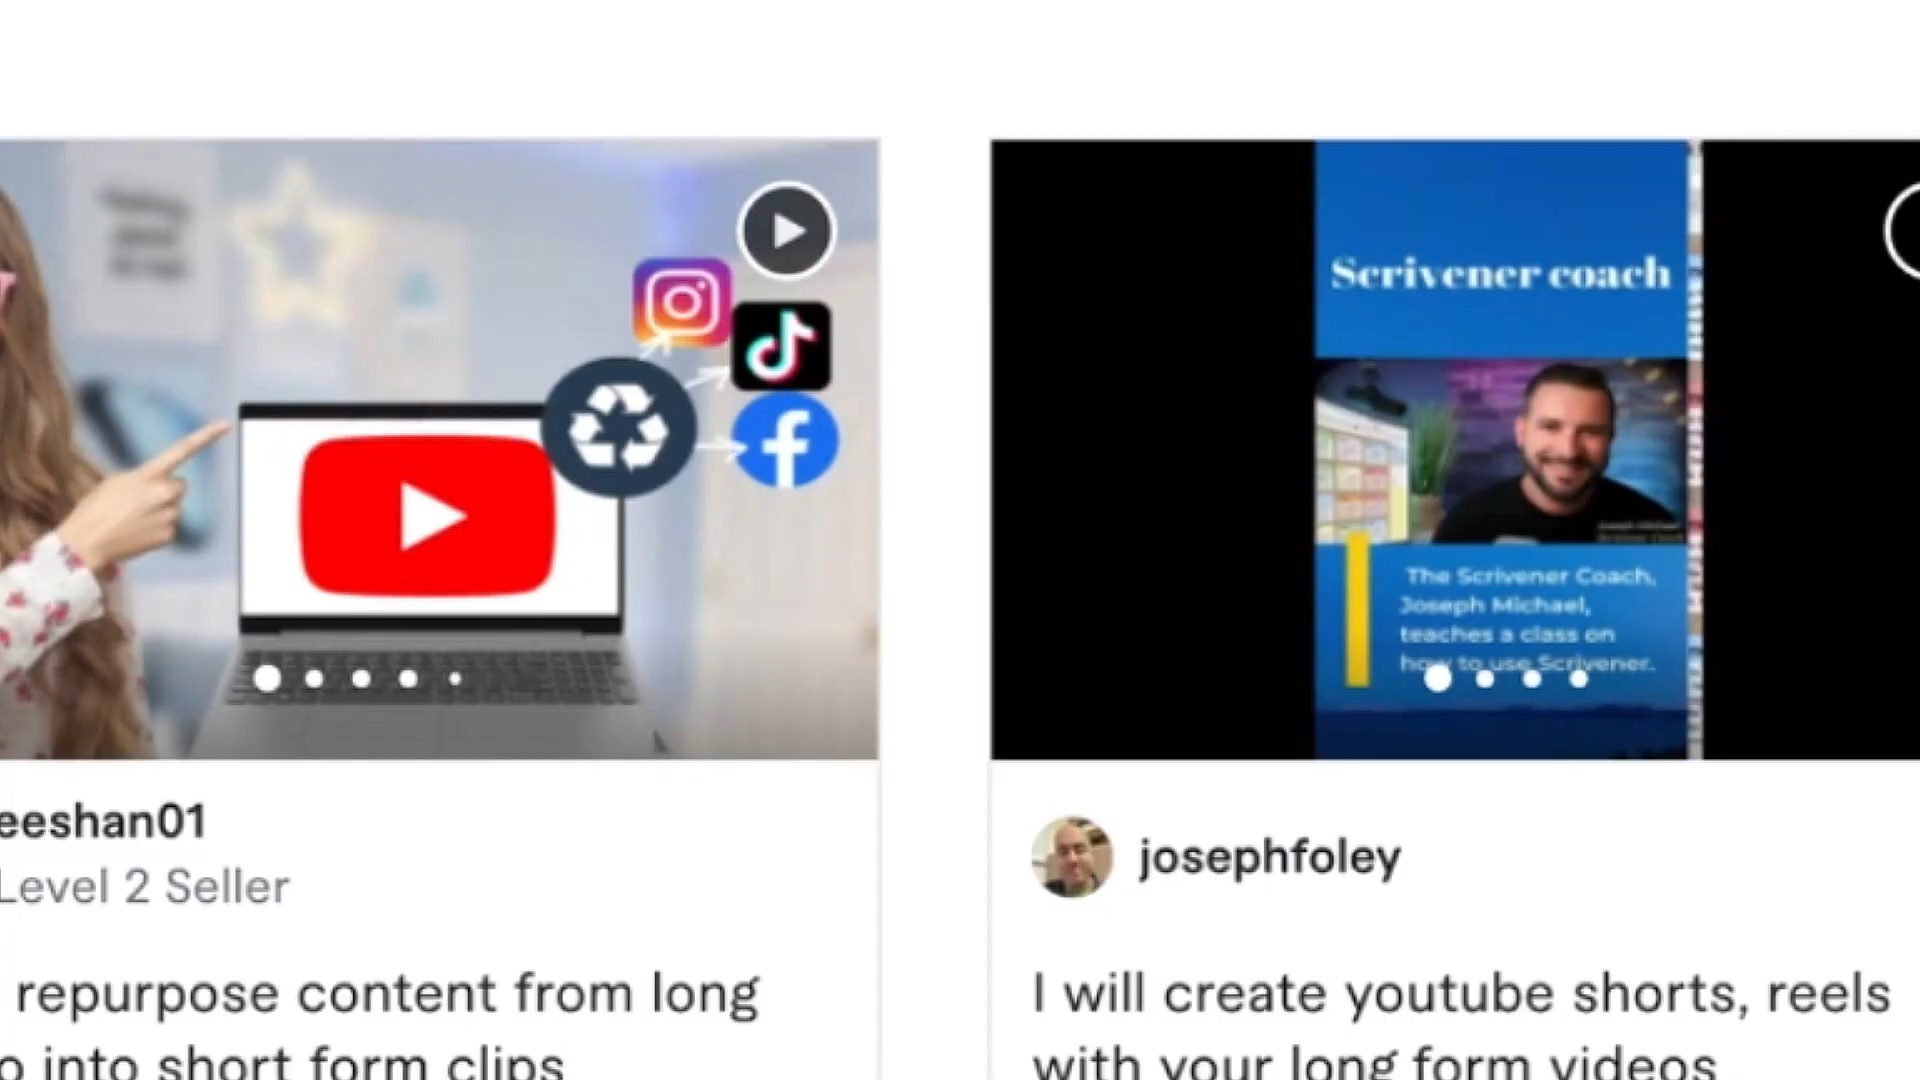 Scrivener coach
The Scrivener Coach,
Joseph Michael,
teaches a class on
how to use Scrivener.
eeshan01
Level 2 Seller
repurpose content from long
o into short form clips
josephfoley
I will create youtube shorts, reels
with your long form videos